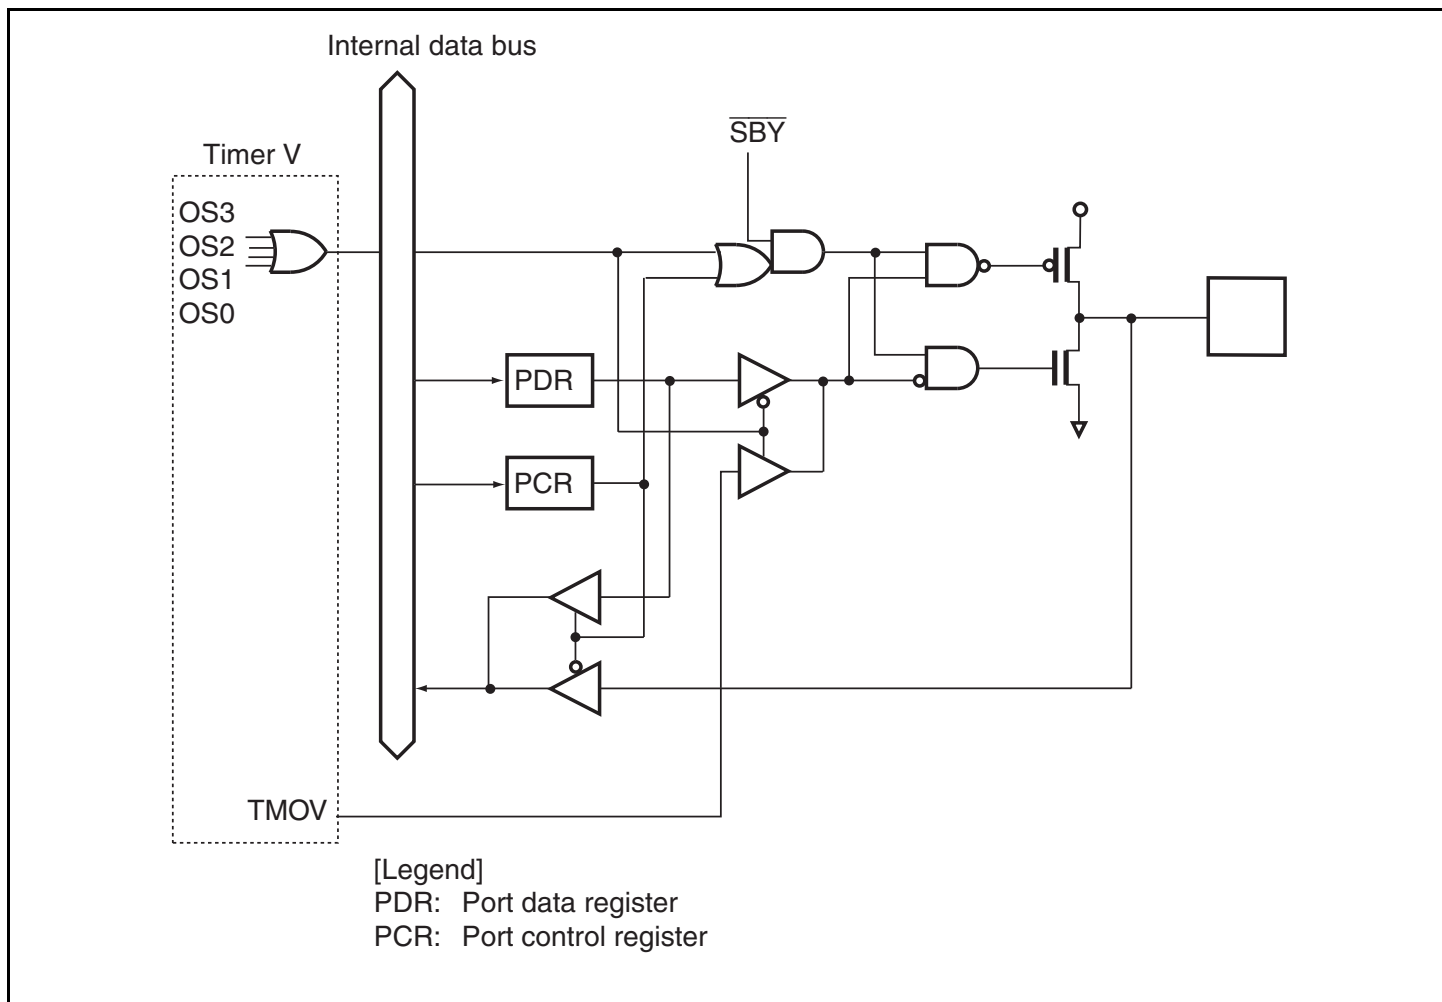 Internal data bus
SBY
Timer V
OS3
OS2
OS1
OS0
PDR
PCR
TMOV
[Legend]
PDR: Port data register
PCR: Port control register